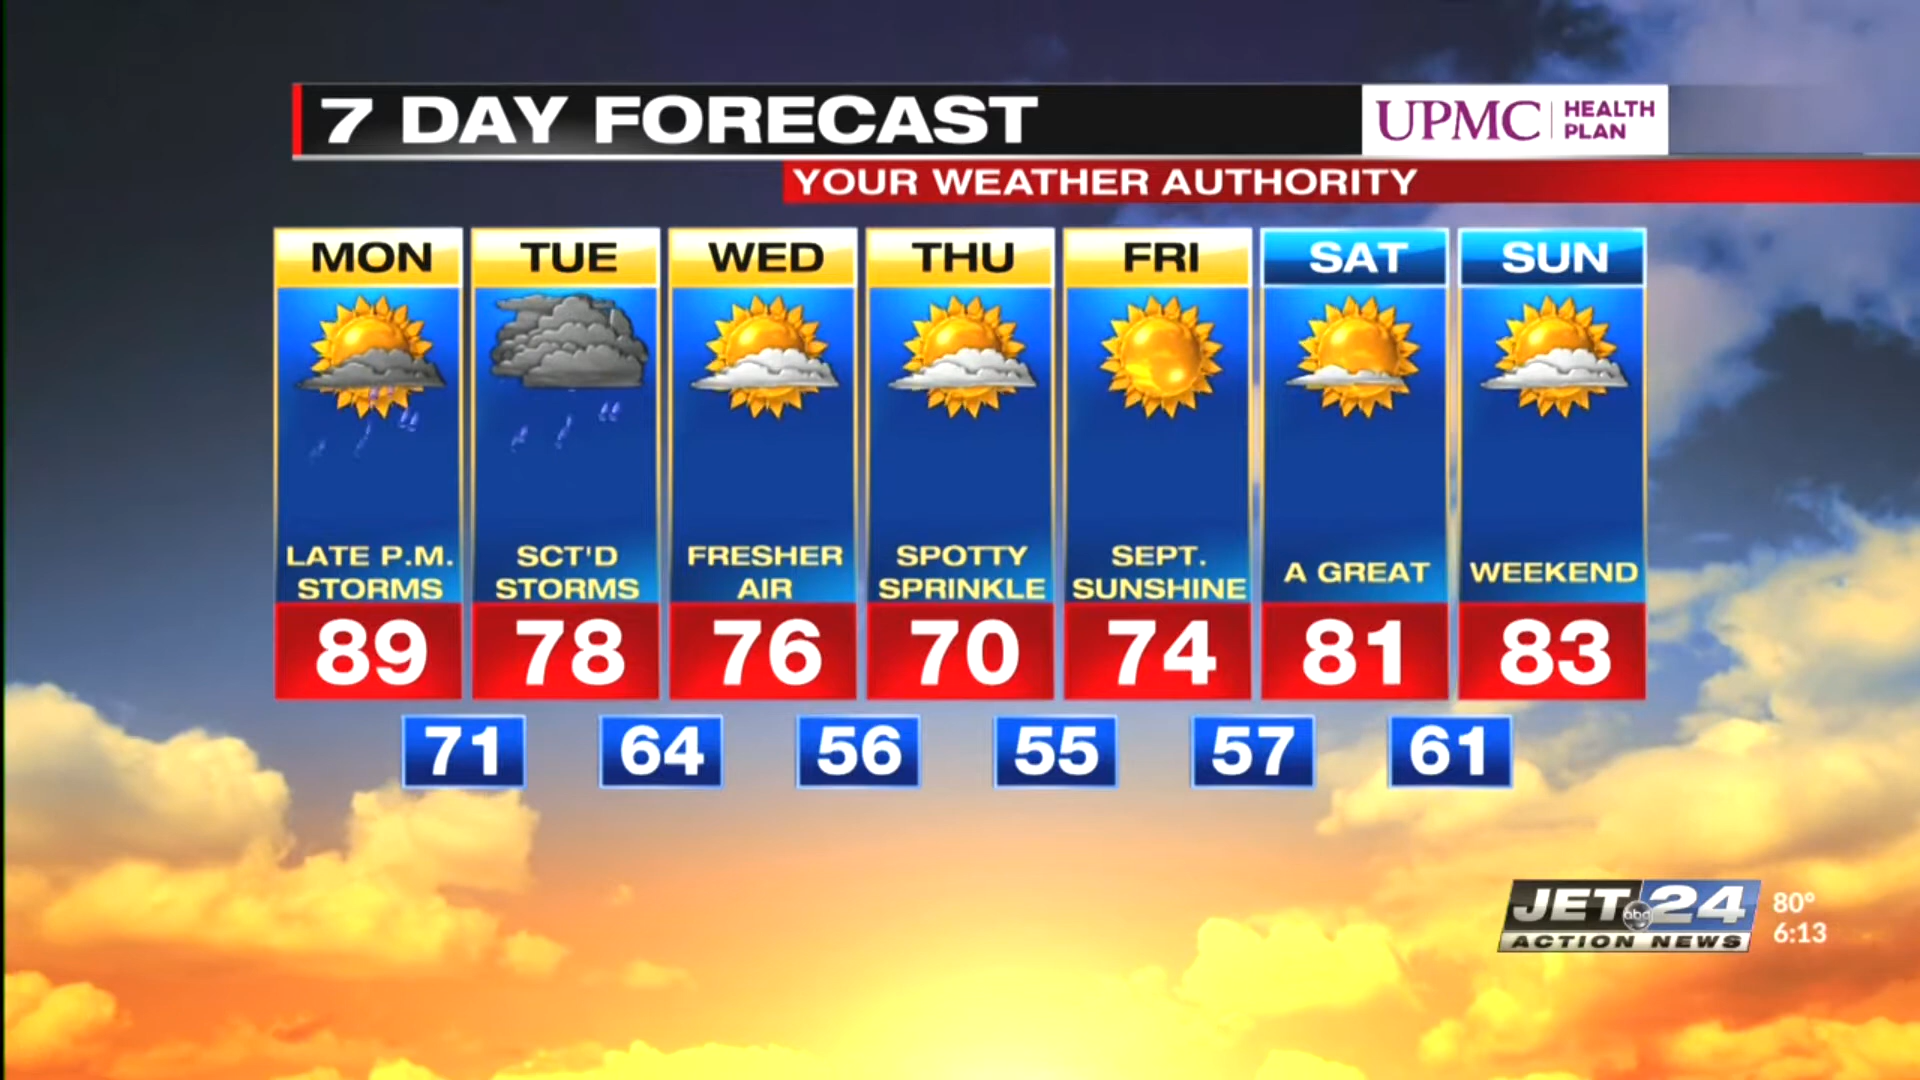 7 DAY FORECAST
UPMC HEALTH PLAN
YOUR WEATHER AUTHORITY
MON TUE WED THU FRI SAT SUN
LATE P.M. SCT'D FRESHER SPOTTY SEPT. A GREAT WEEKEND
STORMS STORMS AIR SPRINKLE SUNSHINE
89 78 76 70 74 81 83
71 64 56 55 57 61
JET abc 24 80°
ACTION NEWS 6:13